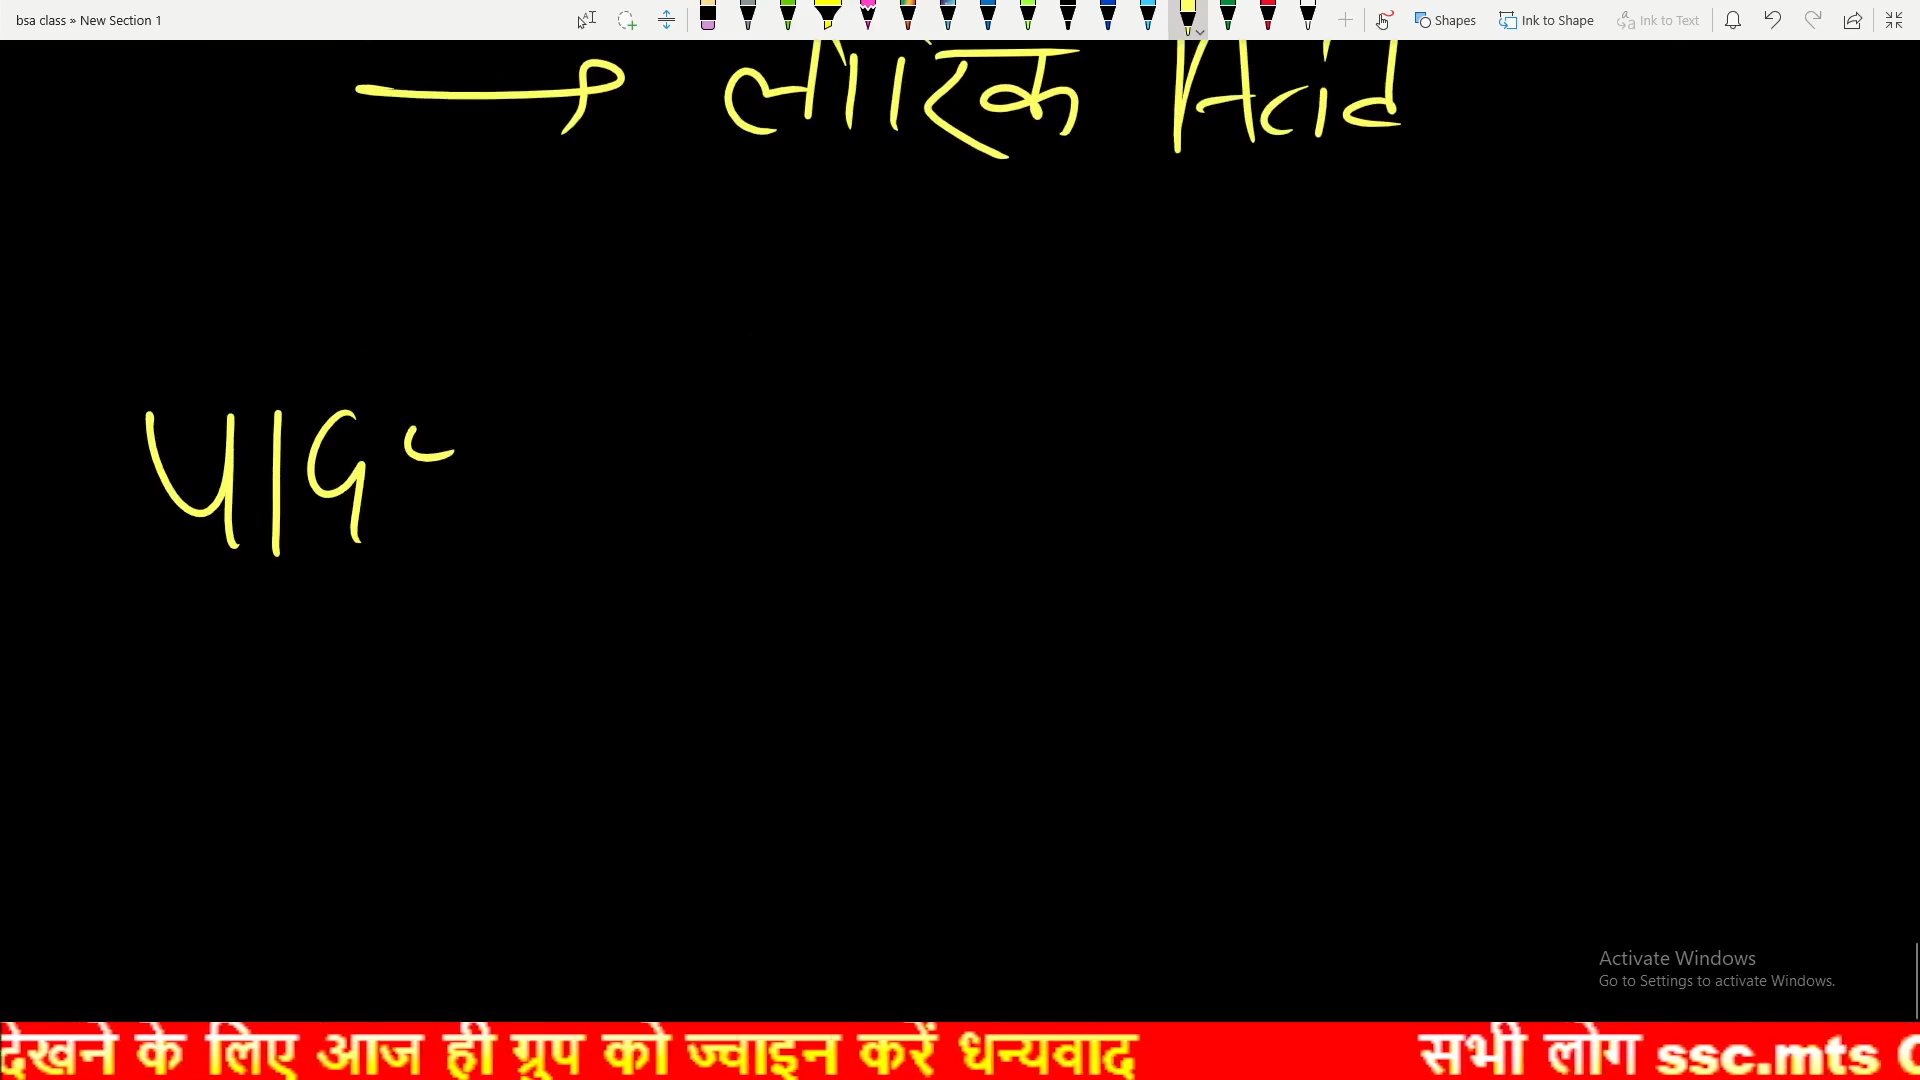 bsa class » New Section 1
Shapes
Ink to Shape
Ink to Text
→ लौरिक Acid
Activate Windows
Go to Settings to activate Windows.
देखने के लिए आज ही ग्रुप को ज्वाइन करें धन्यवाद सभी लोग ssc.mts